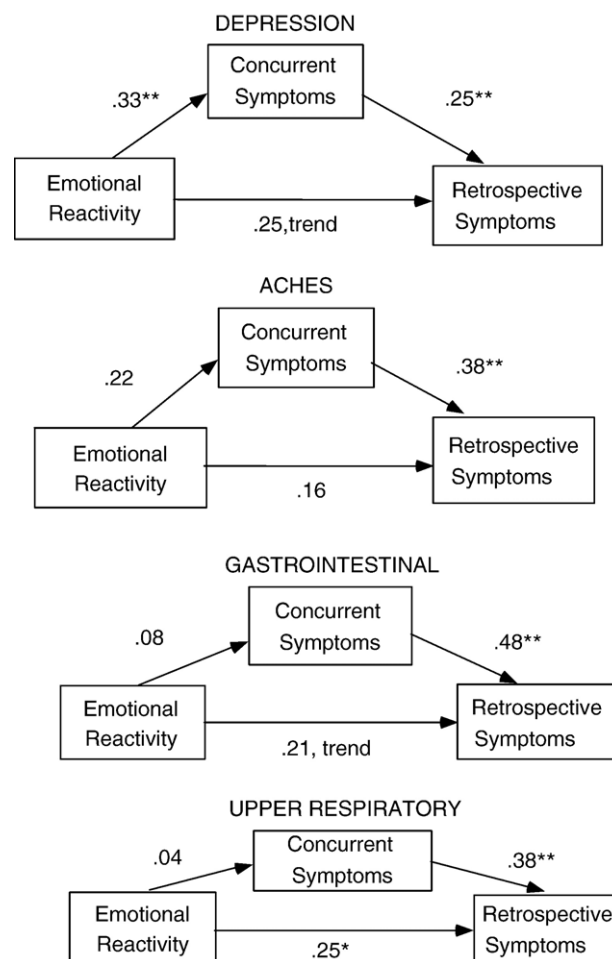 DEPRESSION
Concurrent
Symptoms
.33**
.25**
Emotional
Reactivity
Retrospective
Symptoms
.25,trend
ACHES
Concurrent
Symptoms
.22
.38**
Emotional
Reactivity
Retrospective
Symptoms
.16
GASTROINTESTINAL
Concurrent
Symptoms
.08
.48**
Emotional
Reactivity
Retrospective
Symptoms
.21, trend
UPPER RESPIRATORY
Concurrent
Symptoms
.04
.38**
Emotional
Reactivity
Retrospective
Symptoms
.25*